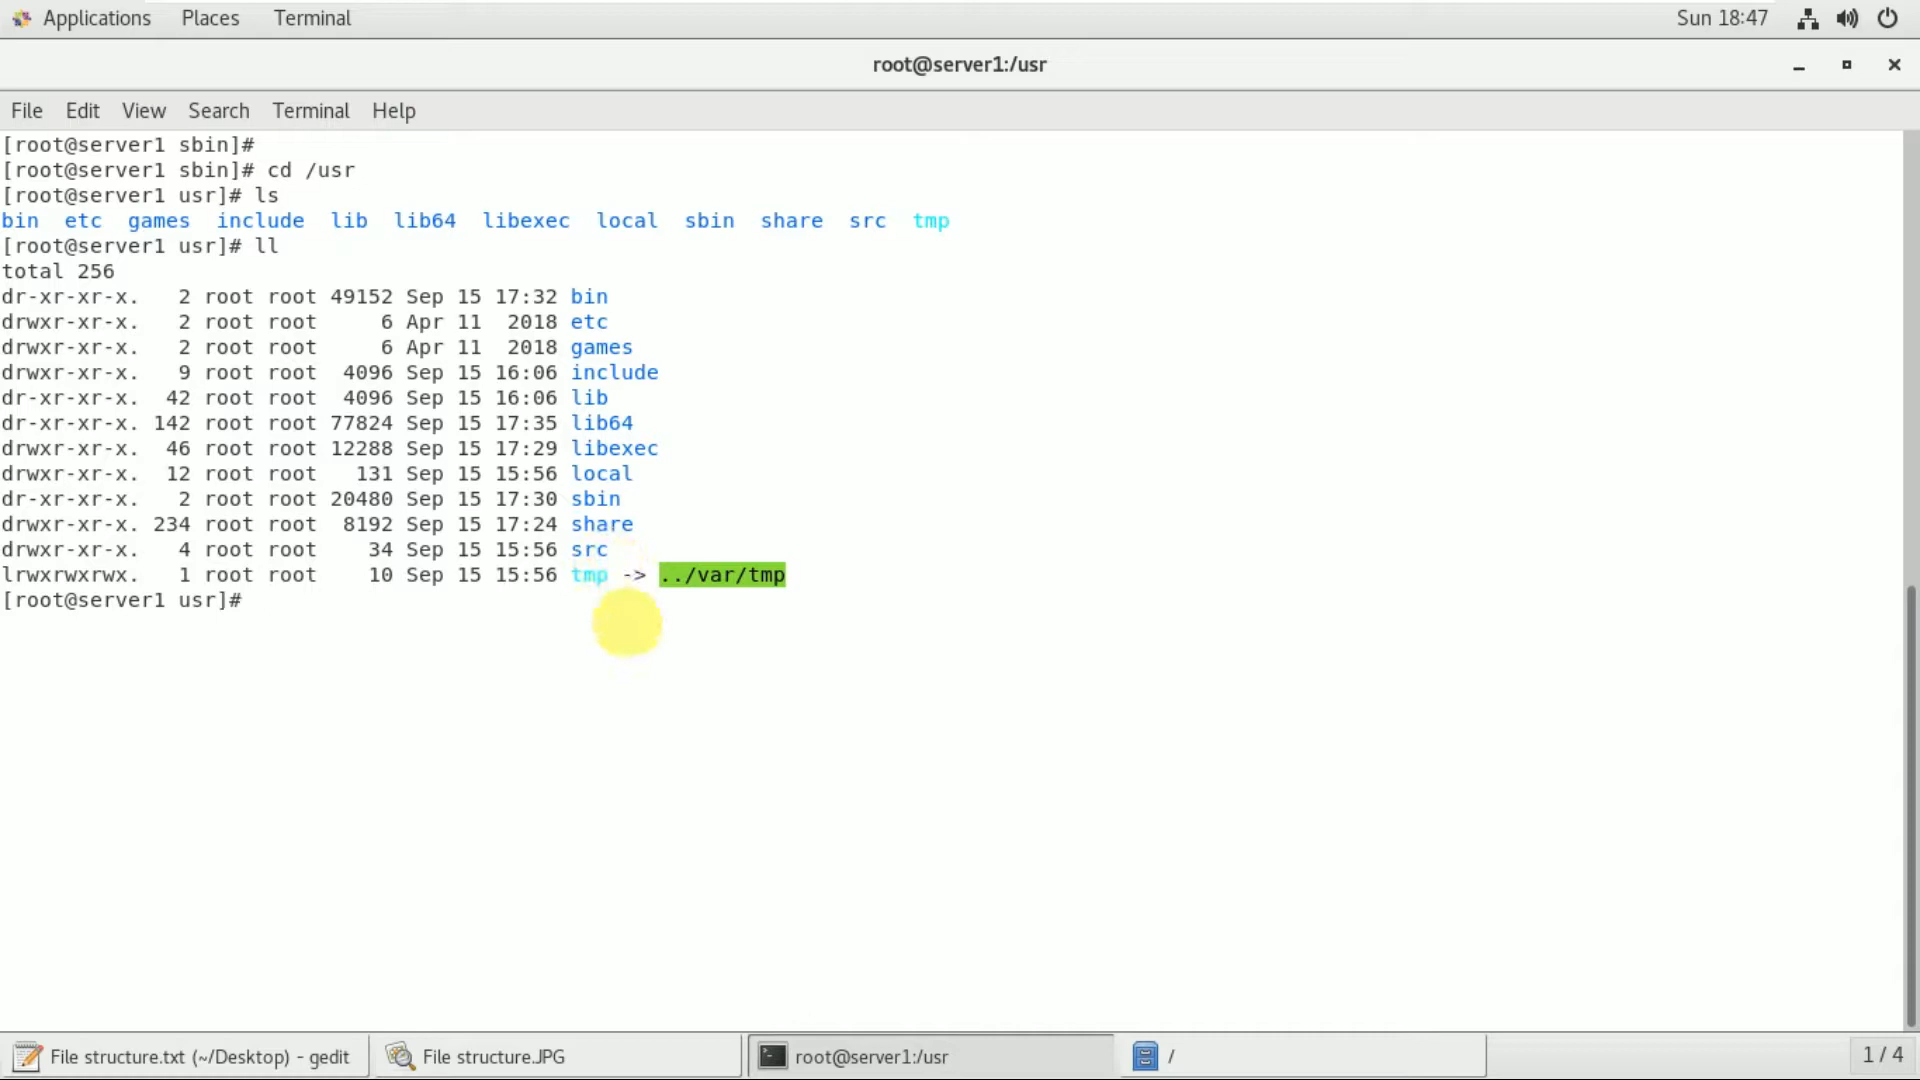 Applications Places Terminal Sun 18:47
root@server1:/usr
File Edit View Search Terminal Help
[root@server1 sbin]#
[root@server1 sbin]# cd /usr
[root@server1 usr]# ls
bin etc games include lib lib64 libexec local sbin share src tmp
[root@server1 usr]# ll
total 256
dr-xr-xr-x. 2 root root 49152 Sep 15 17:32 bin
drwxr-xr-x. 2 root root 6 Apr 11 2018 etc
drwxr-xr-x. 2 root root 6 Apr 11 2018 games
drwxr-xr-x. 9 root root 4096 Sep 15 16:06 include
dr-xr-xr-x. 42 root root 4096 Sep 15 16:06 lib
dr-xr-xr-x. 142 root root 77824 Sep 15 17:35 lib64
drwxr-xr-x. 46 root root 12288 Sep 15 17:29 libexec
drwxr-xr-x. 12 root root 131 Sep 15 15:56 local
dr-xr-xr-x. 2 root root 20480 Sep 15 17:30 sbin
drwxr-xr-x. 234 root root 8192 Sep 15 17:24 share
drwxr-xr-x. 4 root root 34 Sep 15 15:56 src
lrwxrwxrwx. 1 root root 10 Sep 15 15:56 tmp -> ../var/tmp
[root@server1 usr]#
File structure.txt (~/Desktop) - gedit File structure.JPG root@server1:/usr / 1 / 4